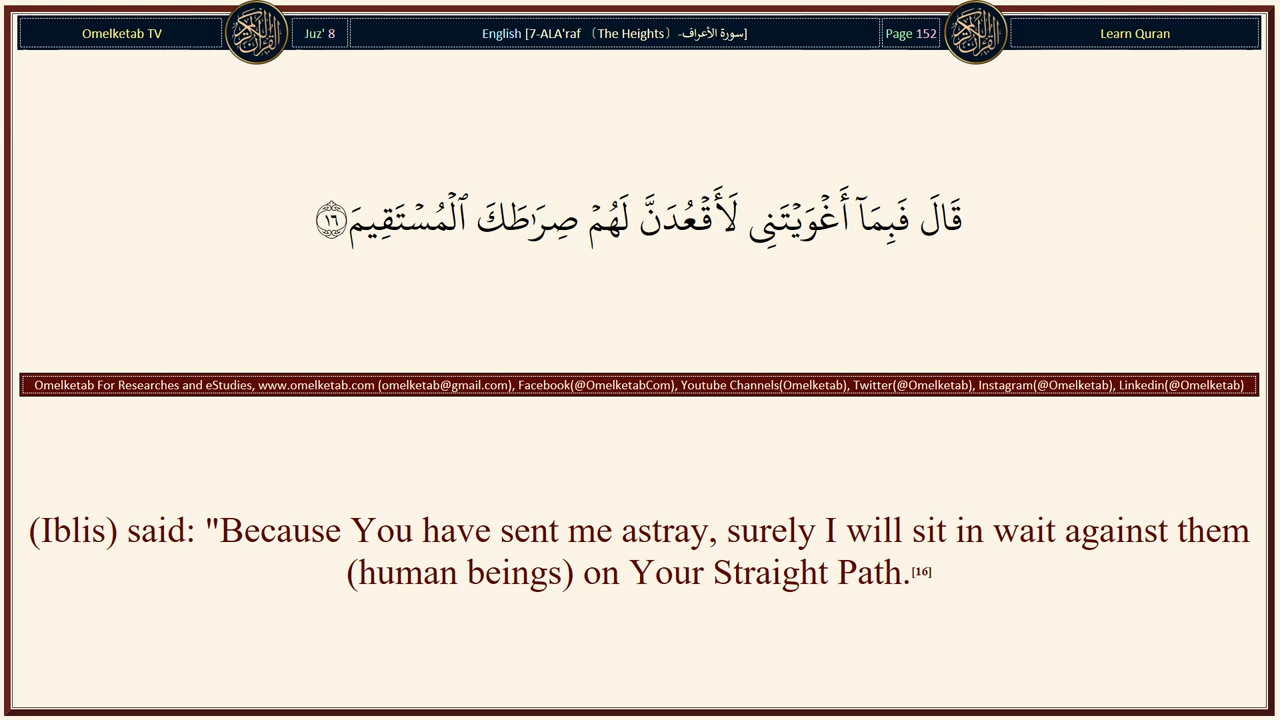 Omelketab TV
Juz' 8
English [7-ALA'raf （The Heights）-سورة الأعراف]
Page 152
Learn Quran
قَالَ فَبِمَآ أَغْوَيْتَنِى لَأَقْعُدَنَّ لَهُمْ صِرَٰطَكَ ٱلْمُسْتَقِيمَ ١٦
Omelketab For Researches and eStudies, www.omelketab.com (omelketab@gmail.com), Facebook(@OmelketabCom), Youtube Channels(Omelketab), Twitter(@Omelketab), Instagram(@Omelketab), Linkedin(@Omelketab)
(Iblis) said: "Because You have sent me astray, surely I will sit in wait against them
(human beings) on Your Straight Path.[16]